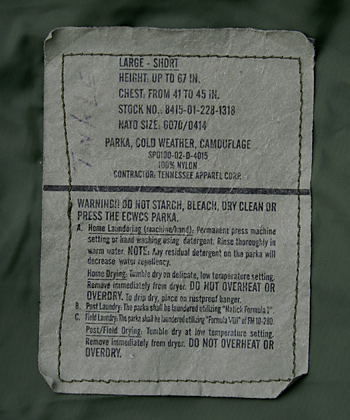 LARGE - SHORT
HEIGHT: UP TO 67 IN.
CHEST: FROM 41 TO 45 IN.
STOCK NO.: 8415-01-228-1318
NATO SIZE: 6070/0414
PARKA, COLD WEATHER, CAMOUFLAGE
SPO100-02-D-4015
100% NYLON
CONTRACTOR: TENNESSEE APPAREL CORP.
WARNING!! DO NOT STARCH, BLEACH, DRY CLEAN OR
PRESS THE ECWCS PARKA.
A. Home Laundering (machine/hand): Permanent press machine
setting or hand washing using detergent. Rinse thoroughly in
warm water. NOTE: Any residual detergent on the parka will
decrease water repellency.
Home Drying: Tumble dry on delicate, low temperature setting.
Remove immediately from dryer. DO NOT OVERHEAT OR
OVERDRY. To drip dry, place on rustproof hanger.
B. Post Laundry: The parka shall be laundered utilizing "Natick Formula I".
C. Field Laundry: The parka shall be laundered utilizing "Formula VIII" of FM 10-280.
Post/Field Drying: Tumble dry at low temperature setting.
Remove immediately from dryer. DO NOT OVERHEAT OR
OVERDRY.